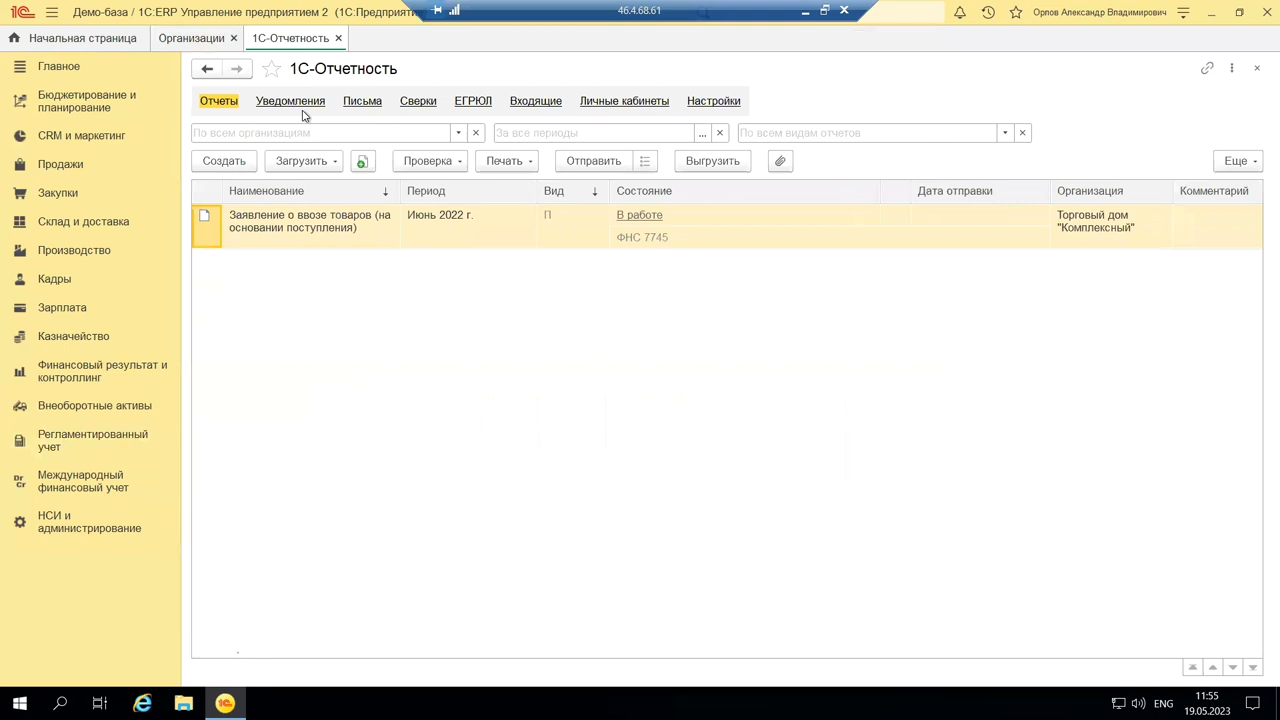 Демо-база / 1С:ERP Управление предприятием 2 (1С:Предприяти
46.4.68.61
Орлов Александр Владимирович
Начальная страница
Организации
1С-Отчетность
Главное
Бюджетирование и
планирование
CRM и маркетинг
Продажи
Закупки
Склад и доставка
Производство
Кадры
Зарплата
Казначейство
Финансовый результат и
контроллинг
Внеоборотные активы
Регламентированный
учет
Международный
финансовый учет
НСИ и
администрирование
1С-Отчетность
Отчеты Уведомления Письма Сверки ЕГРЮЛ Входящие Личные кабинеты Настройки
По всем организациям За все периоды ... По всем видам отчетов
Создать Загрузить Проверка Печать Отправить Выгрузить Еще
Наименование Период Вид Состояние Дата отправки Организация Комментарий
Заявление о ввозе товаров (на
основании поступления)
Июнь 2022 г.
П
В работе
ФНС 7745
Торговый дом
"Комплексный"
ENG
11:55
19.05.2023